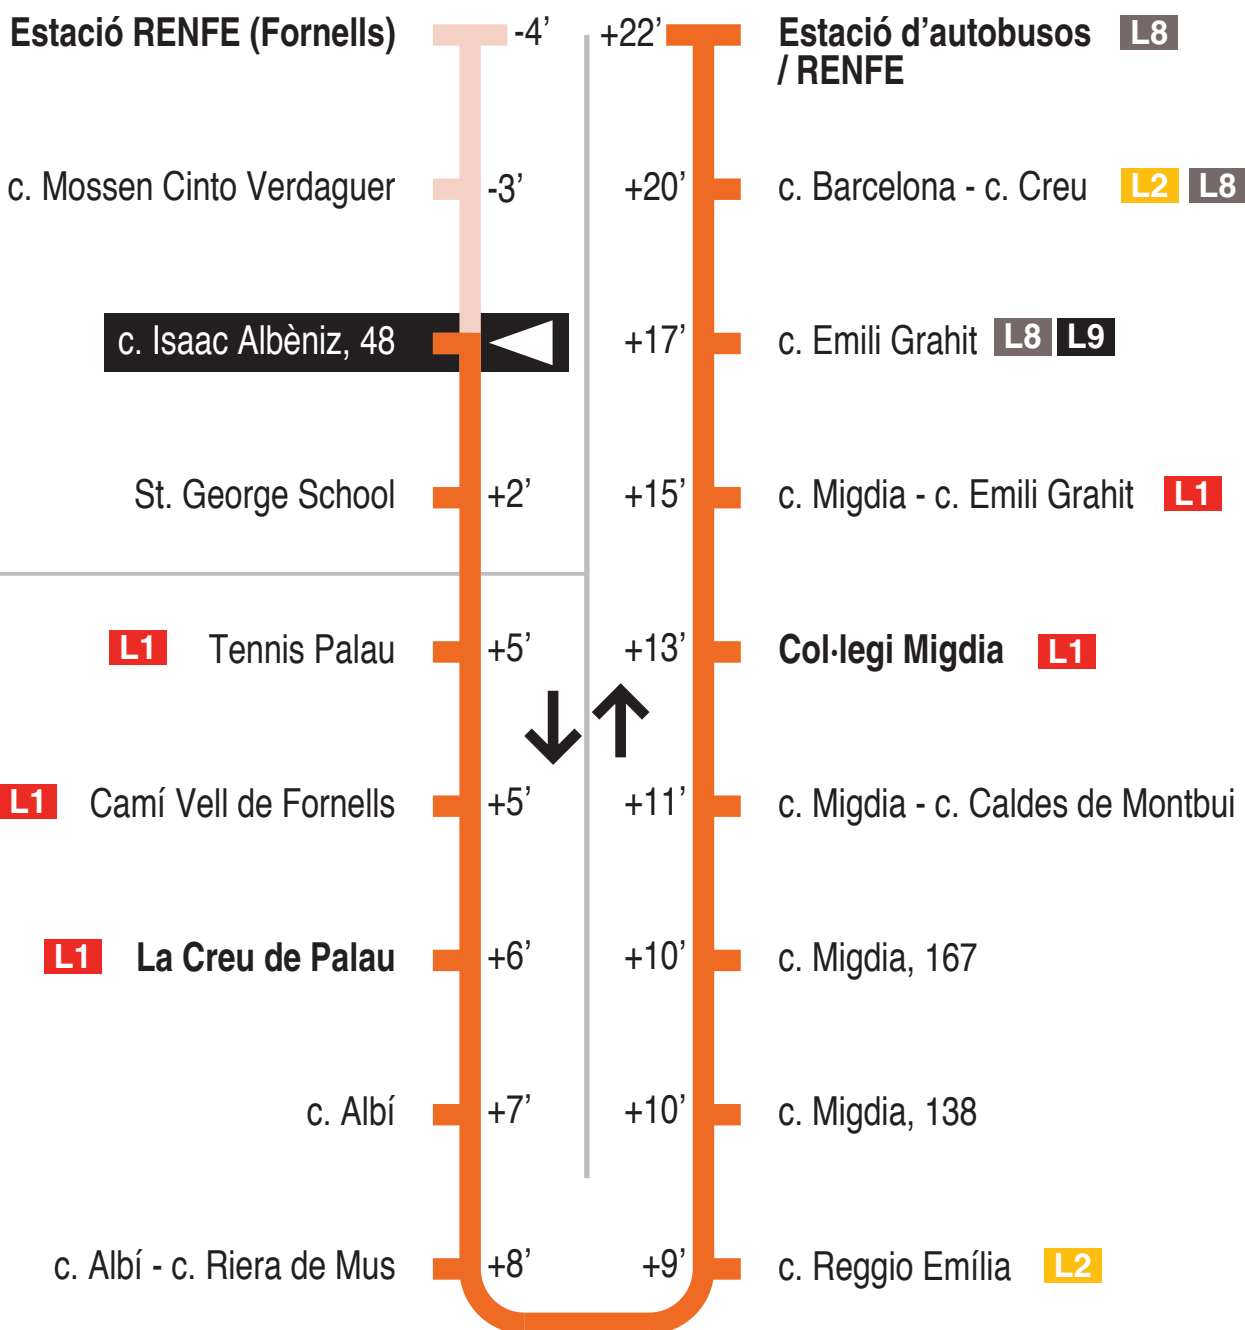 Estació RENFE (Fornells) -4’
c. Mossen Cinto Verdaguer -3’
c. Isaac Albèniz, 48
St. George School +2’
L1 Tennis Palau +5’
L1 Camí Vell de Fornells +5’
L1 La Creu de Palau +6’
c. Albí +7’
c. Albí - c. Riera de Mus +8’
+22’ Estació d’autobusos L8
/ RENFE
+20’ c. Barcelona - c. Creu L2 L8
+17’ c. Emili Grahit L8 L9
+15’ c. Migdia - c. Emili Grahit L1
+13’ Col·legi Migdia L1
+11’ c. Migdia - c. Caldes de Montbui
+10’ c. Migdia, 167
+10’ c. Migdia, 138
+9’ c. Reggio Emília L2